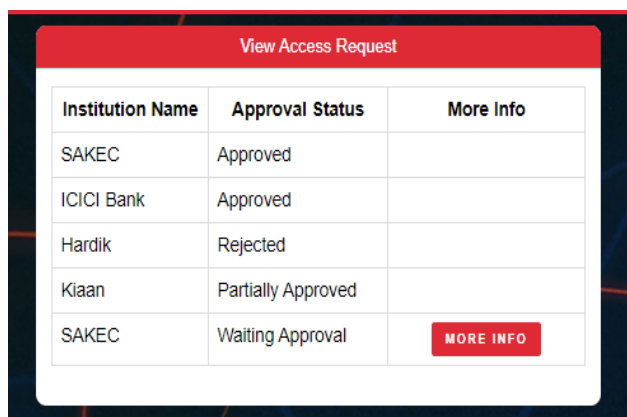 View Access Request
Institution Name Approval Status More Info
SAKEC Approved
ICICI Bank Approved
Hardik Rejected
Kiaan Partially Approved
SAKEC Waiting Approval MORE INFO